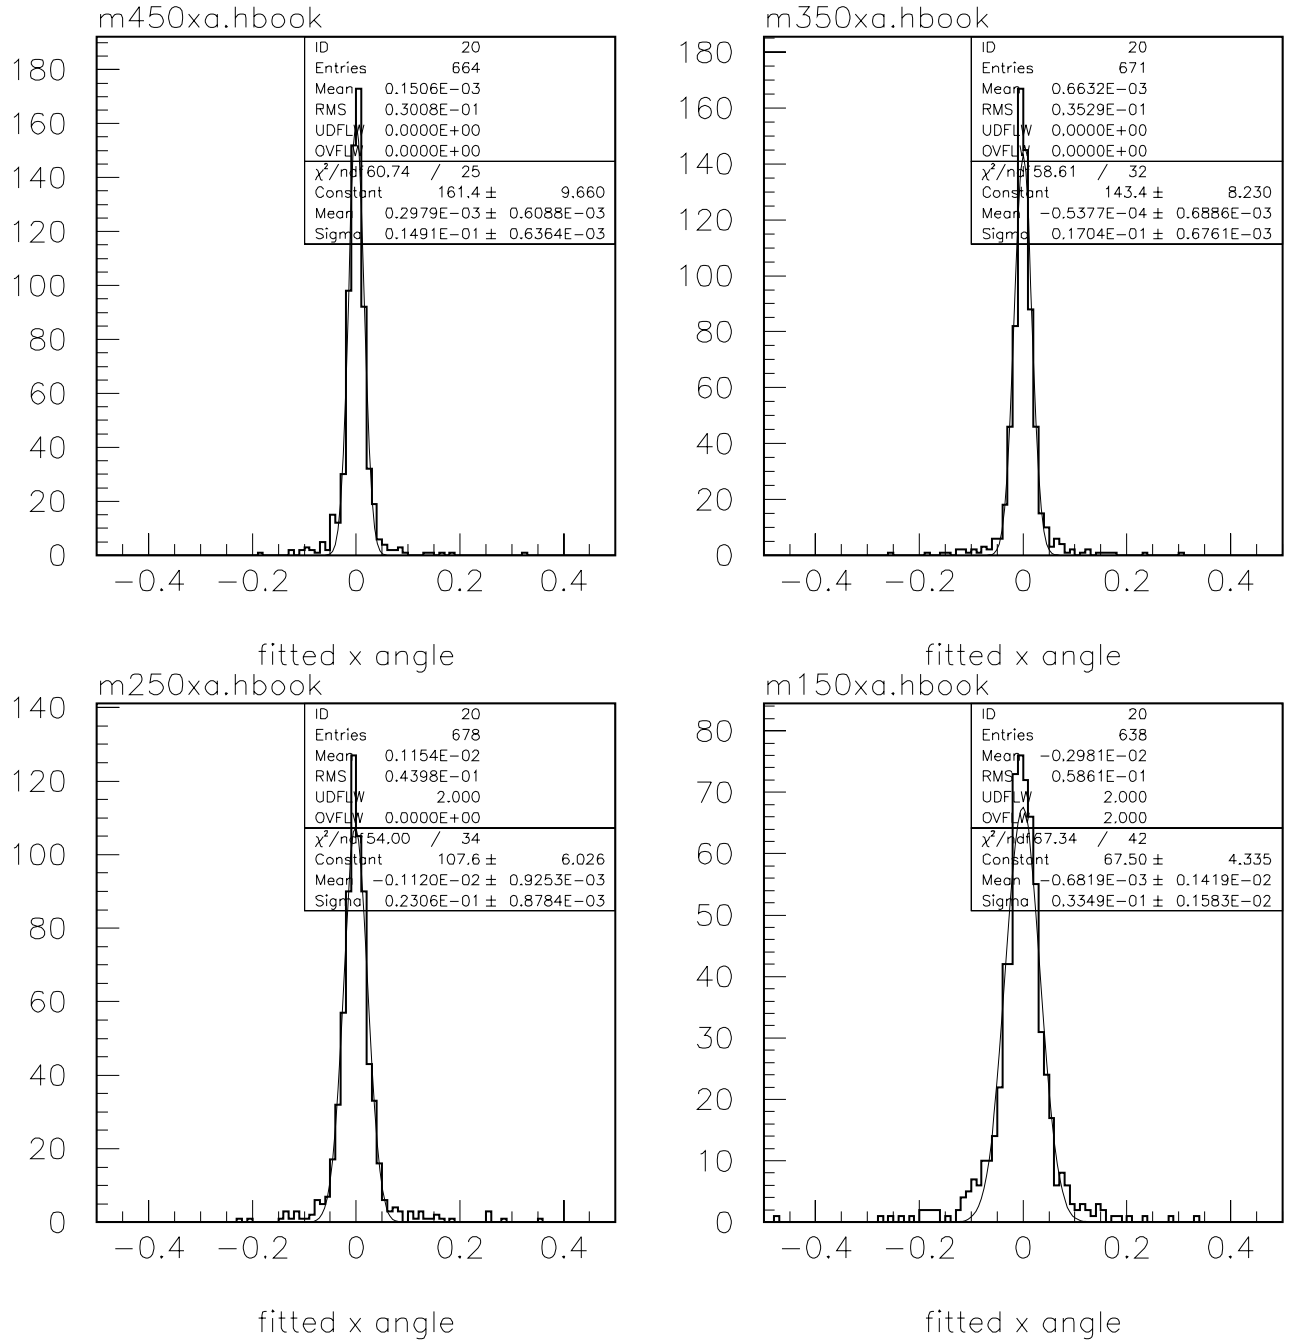 m450xa.hbook
ID 20
Entries 664
Mean 0.1506E-03
RMS 0.3008E-01
UDFLW 0.0000E+00
OVFLW 0.0000E+00
χ²/ndf 60.74 / 25
Constant 161.4 ± 9.660
Mean 0.2979E-03 ± 0.6088E-03
Sigma 0.1491E-01 ± 0.6364E-03
180
160
140
120
100
80
60
40
20
0
-0.4 -0.2 0 0.2 0.4
fitted x angle
m350xa.hbook
ID 20
Entries 671
Mean 0.6632E-03
RMS 0.3529E-01
UDFLW 0.0000E+00
OVFLW 0.0000E+00
χ²/ndf 58.61 / 32
Constant 143.4 ± 8.230
Mean -0.5377E-04 ± 0.6886E-03
Sigma 0.1704E-01 ± 0.6761E-03
180
160
140
120
100
80
60
40
20
0
-0.4 -0.2 0 0.2 0.4
fitted x angle
m250xa.hbook
ID 20
Entries 678
Mean 0.1154E-02
RMS 0.4398E-01
UDFLW 2.000
OVFLW 0.0000E+00
χ²/ndf 54.00 / 34
Constant 107.6 ± 6.026
Mean -0.1120E-02 ± 0.9253E-03
Sigma 0.2306E-01 ± 0.8784E-03
140
120
100
80
60
40
20
0
-0.4 -0.2 0 0.2 0.4
fitted x angle
m150xa.hbook
ID 20
Entries 638
Mean -0.2981E-02
RMS 0.5861E-01
UDFLW 2.000
OVFLW 2.000
χ²/ndf 67.34 / 42
Constant 67.50 ± 4.335
Mean -0.6819E-03 ± 0.1419E-02
Sigma 0.3349E-01 ± 0.1583E-02
80
70
60
50
40
30
20
10
0
-0.4 -0.2 0 0.2 0.4
fitted x angle